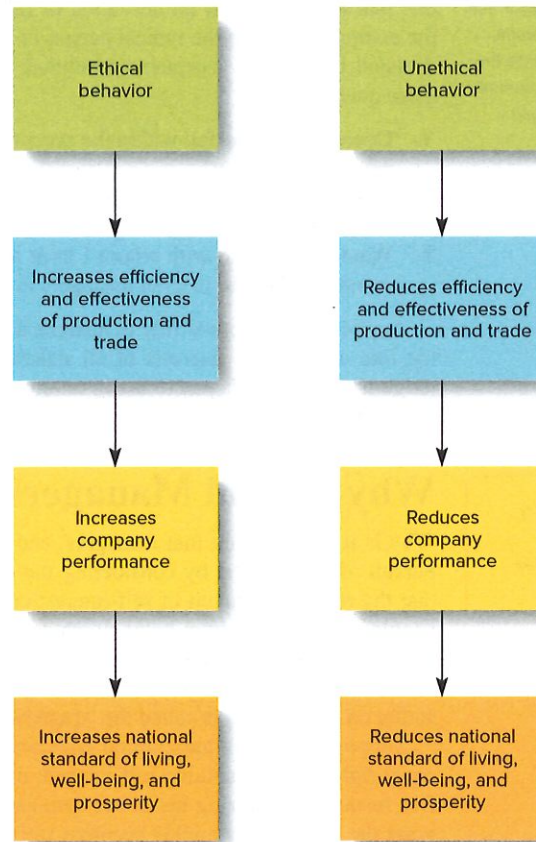 Ethical
behavior
Increases efficiency
and effectiveness
of production and
trade
Increases
company
performance
Increases national
standard of living,
well-being, and
prosperity
Unethical
behavior
Reduces efficiency
and effectiveness of
production and trade
Reduces
company
performance
Reduces national
standard of living,
well-being, and
prosperity